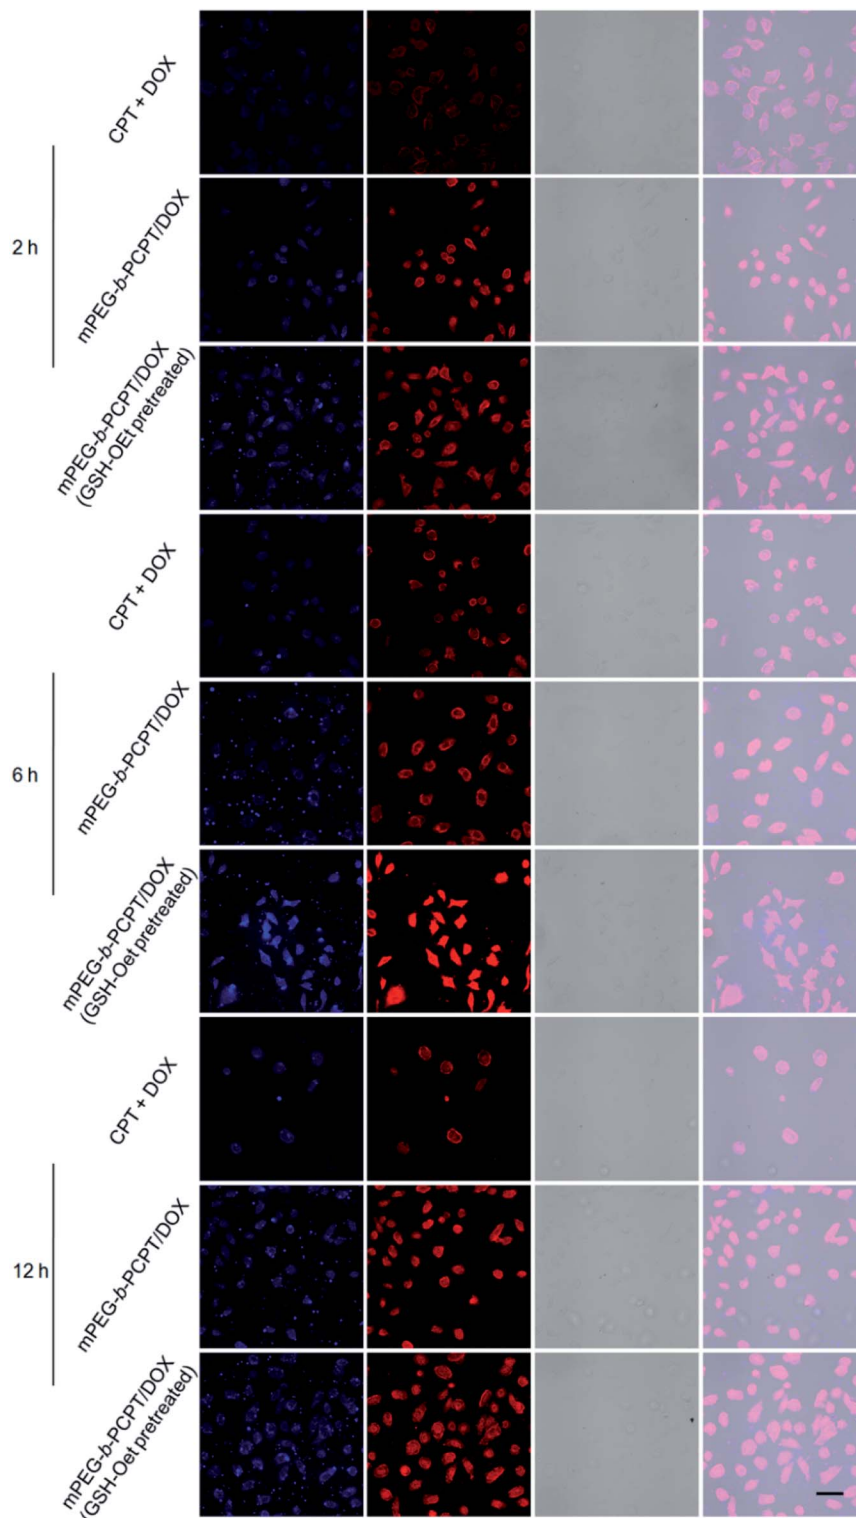 2 h
CPT + DOX
mPEG-b-PCPT/DOX
mPEG-b-PCPT/DOX
(GSH-OEt pretreated)
6 h
CPT + DOX
mPEG-b-PCPT/DOX
mPEG-b-PCPT/DOX
(GSH-Oet pretreated)
12 h
CPT + DOX
mPEG-b-PCPT/DOX
mPEG-b-PCPT/DOX
(GSH-Oet pretreated)